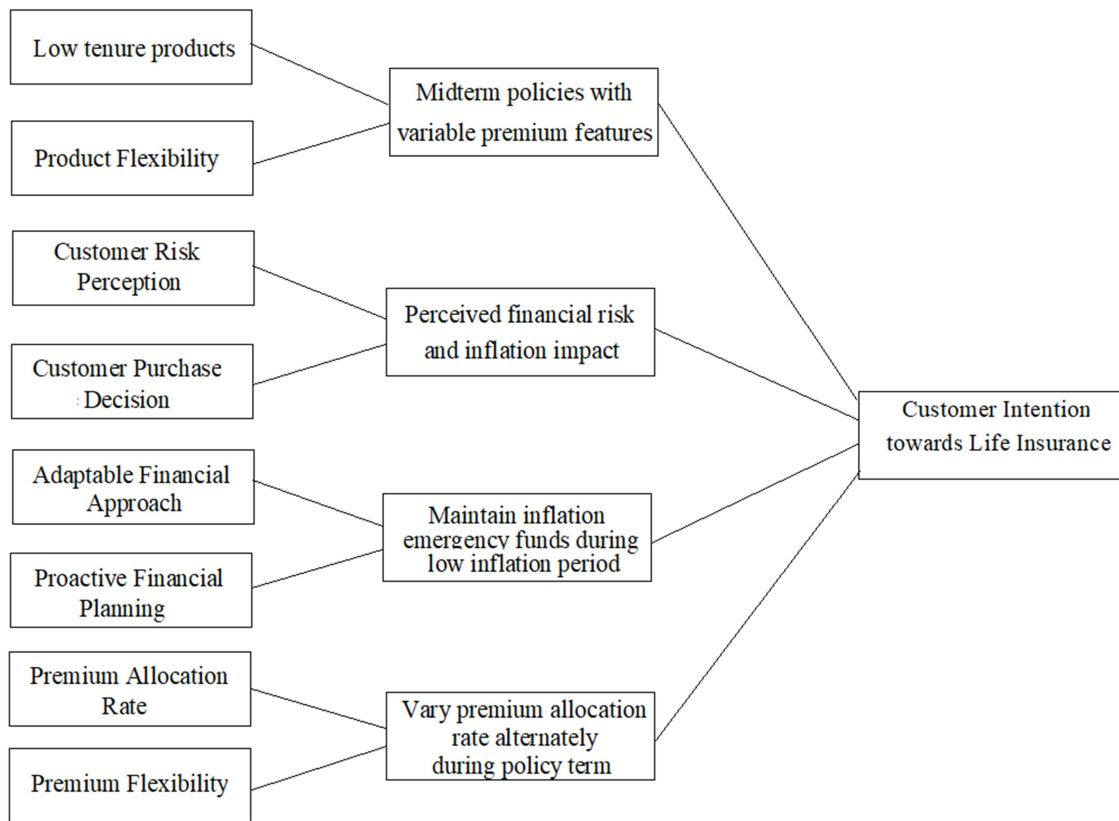 Low tenure products
Product Flexibility
Midterm policies with
variable premium features
Customer Risk
Perception
Customer Purchase
Decision
Perceived financial risk
and inflation impact
Adaptable Financial
Approach
Proactive Financial
Planning
Maintain inflation
emergency funds during
low inflation period
Premium Allocation
Rate
Premium Flexibility
Vary premium allocation
rate alternately
during policy term
Customer Intention
towards Life Insurance